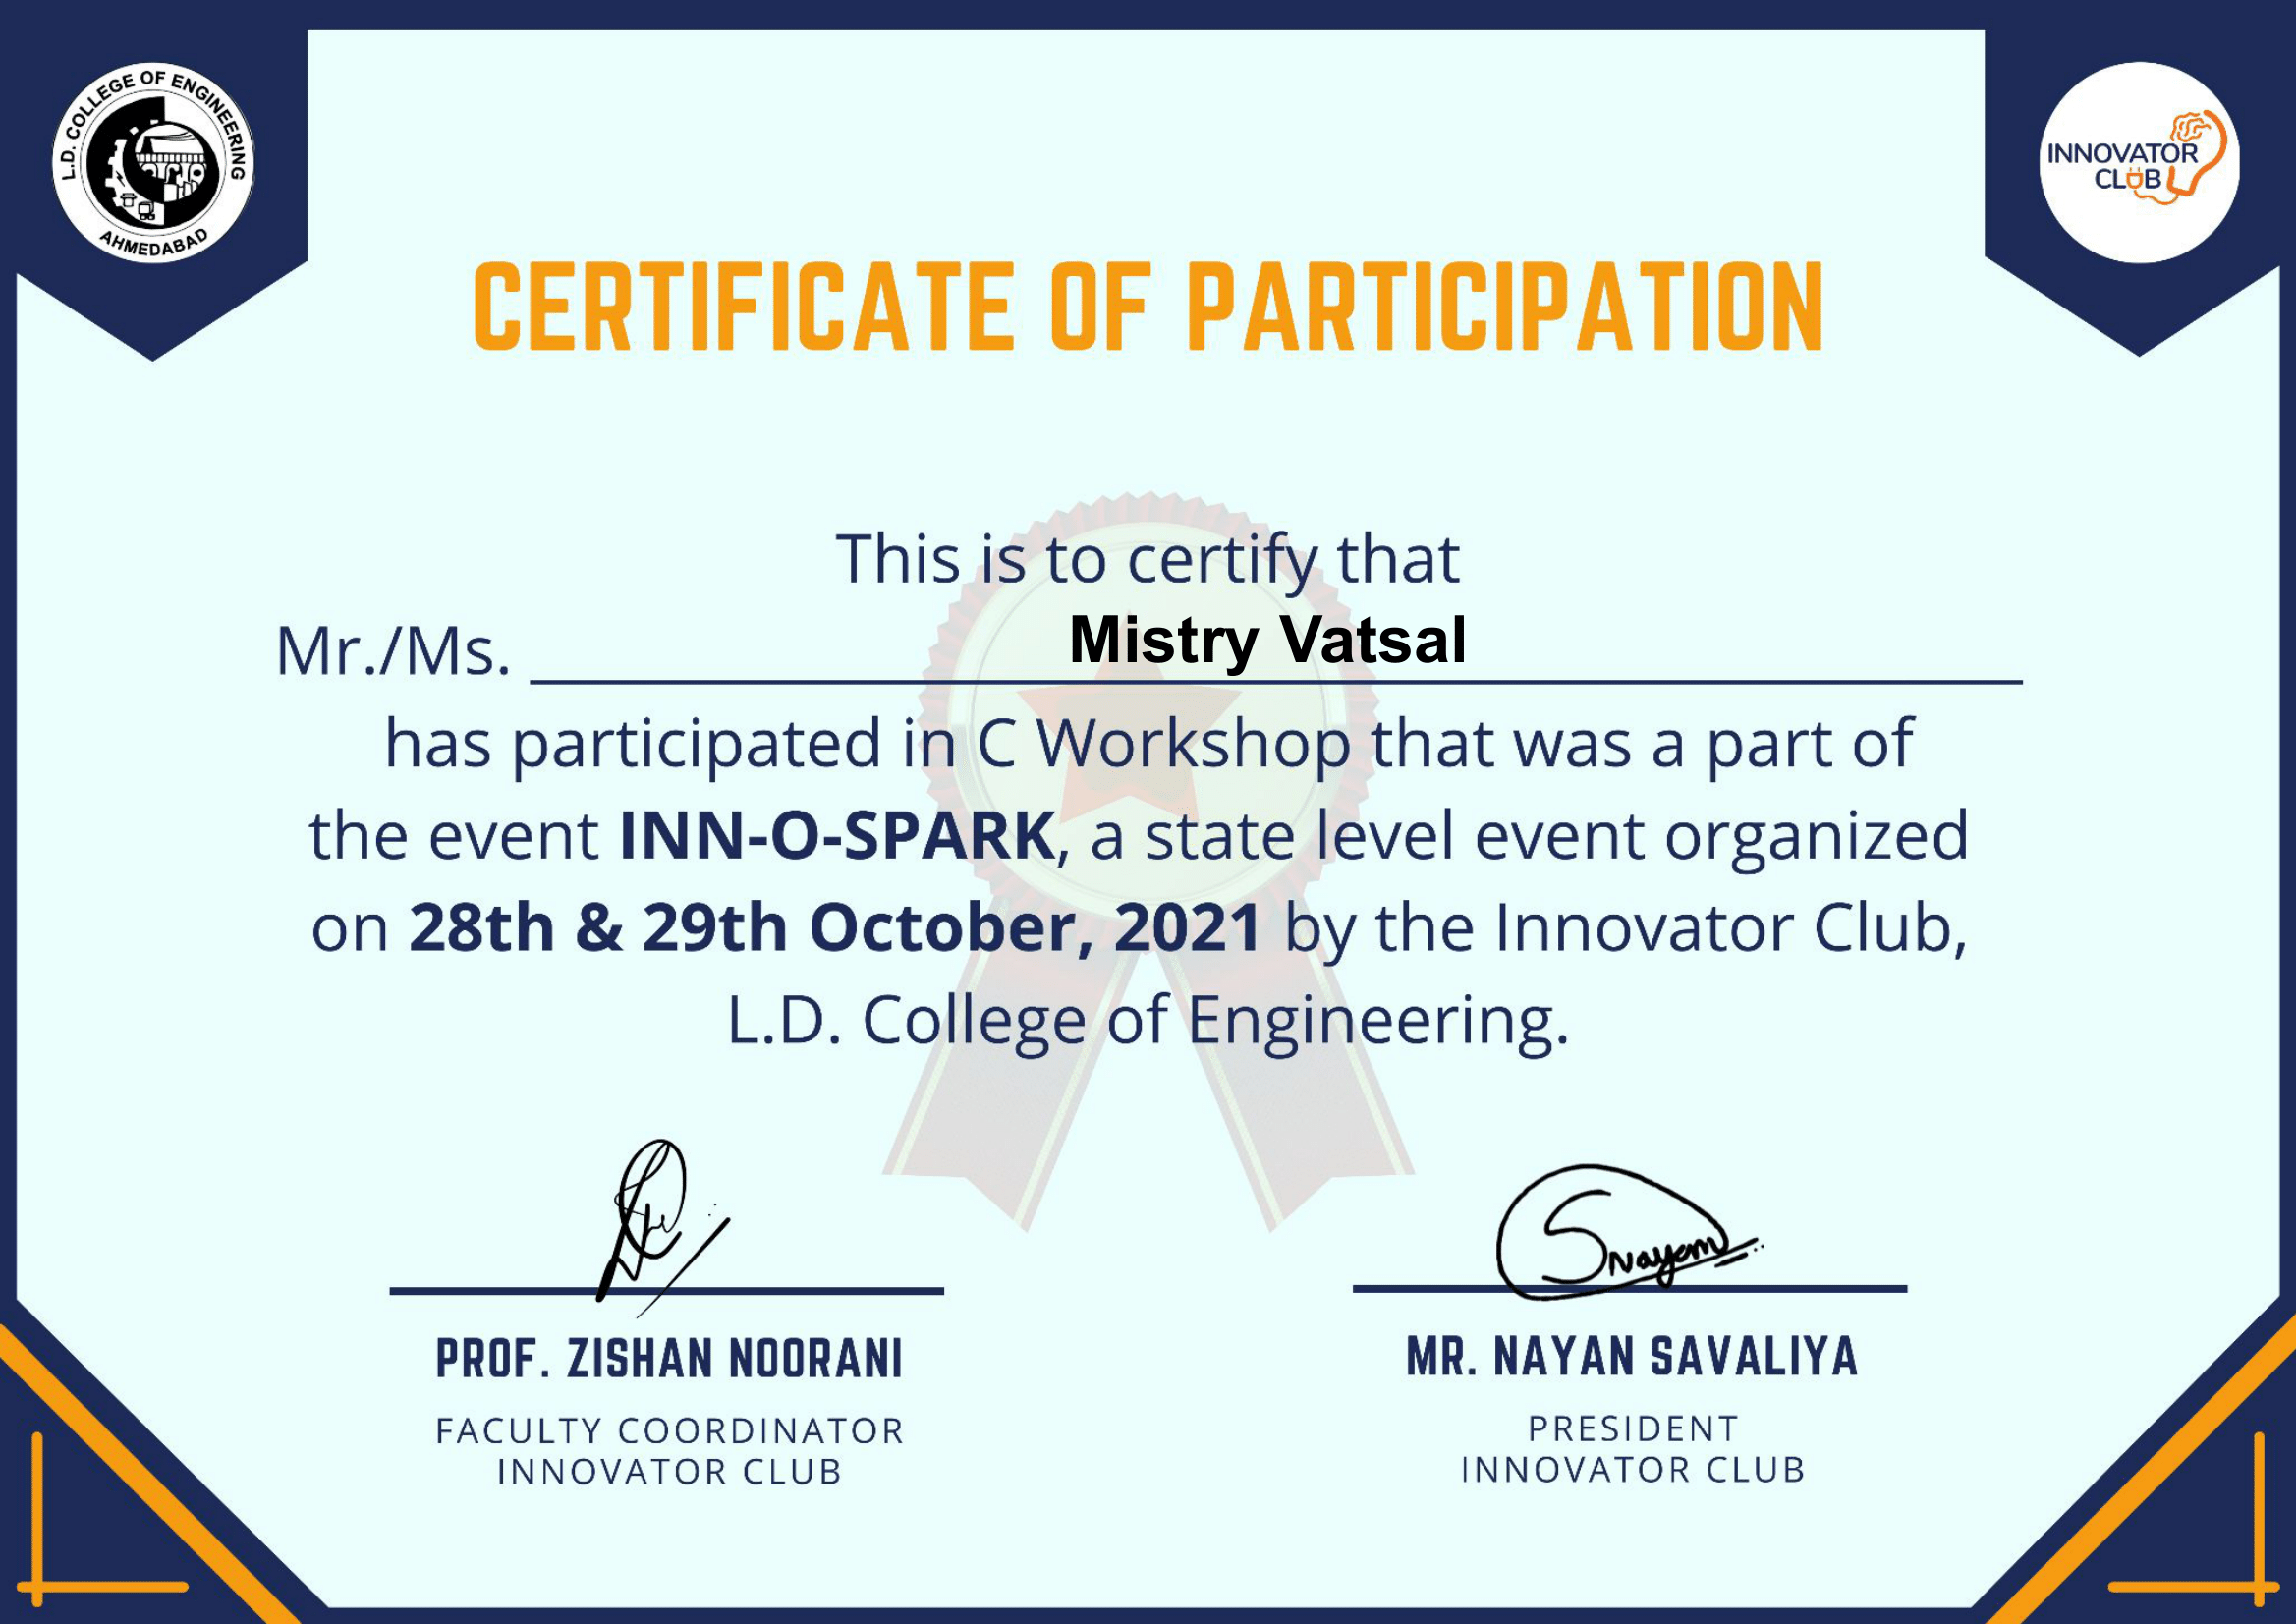 L.D. COLLEGE OF ENGINEERING
AHMEDABAD
INNOVATOR
CLUB
CERTIFICATE OF PARTICIPATION
This is to certify that
Mr./Ms. Mistry Vatsal
has participated in C Workshop that was a part of
the event INN-O-SPARK, a state level event organized
on 28th & 29th October, 2021 by the Innovator Club,
L.D. College of Engineering.
Snayan
PROF. ZISHAN NOORANI
MR. NAYAN SAVALIYA
FACULTY COORDINATOR
INNOVATOR CLUB
PRESIDENT
INNOVATOR CLUB